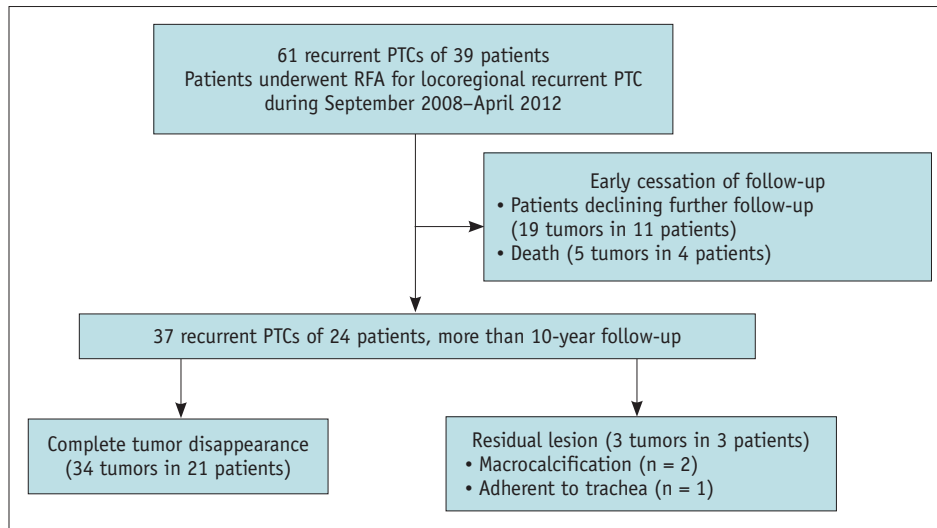 61 recurrent PTCs of 39 patients
Patients underwent RFA for locoregional recurrent PTC
during September 2008–April 2012
Early cessation of follow-up
• Patients declining further follow-up
(19 tumors in 11 patients)
• Death (5 tumors in 4 patients)
37 recurrent PTCs of 24 patients, more than 10-year follow-up
Complete tumor disappearance
(34 tumors in 21 patients)
Residual lesion (3 tumors in 3 patients)
• Macrocalcification (n = 2)
• Adherent to trachea (n = 1)